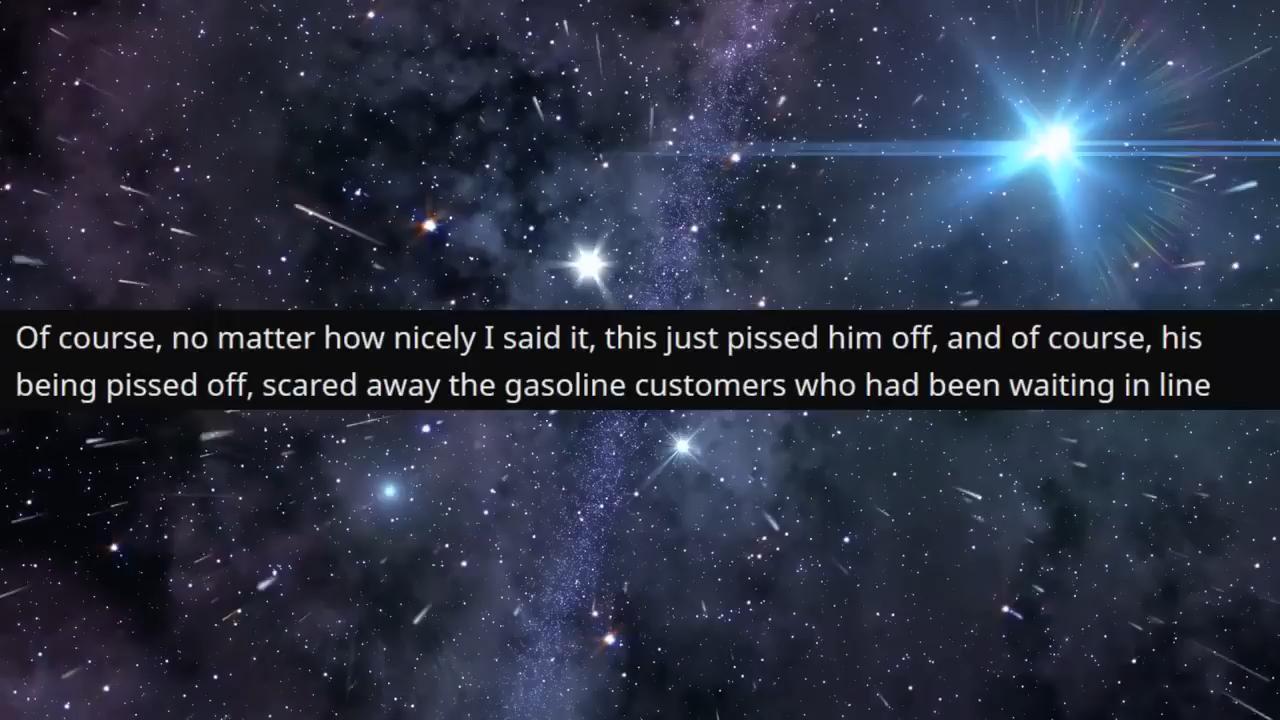 Of course, no matter how nicely I said it, this just pissed him off, and of course, his
being pissed off, scared away the gasoline customers who had been waiting in line